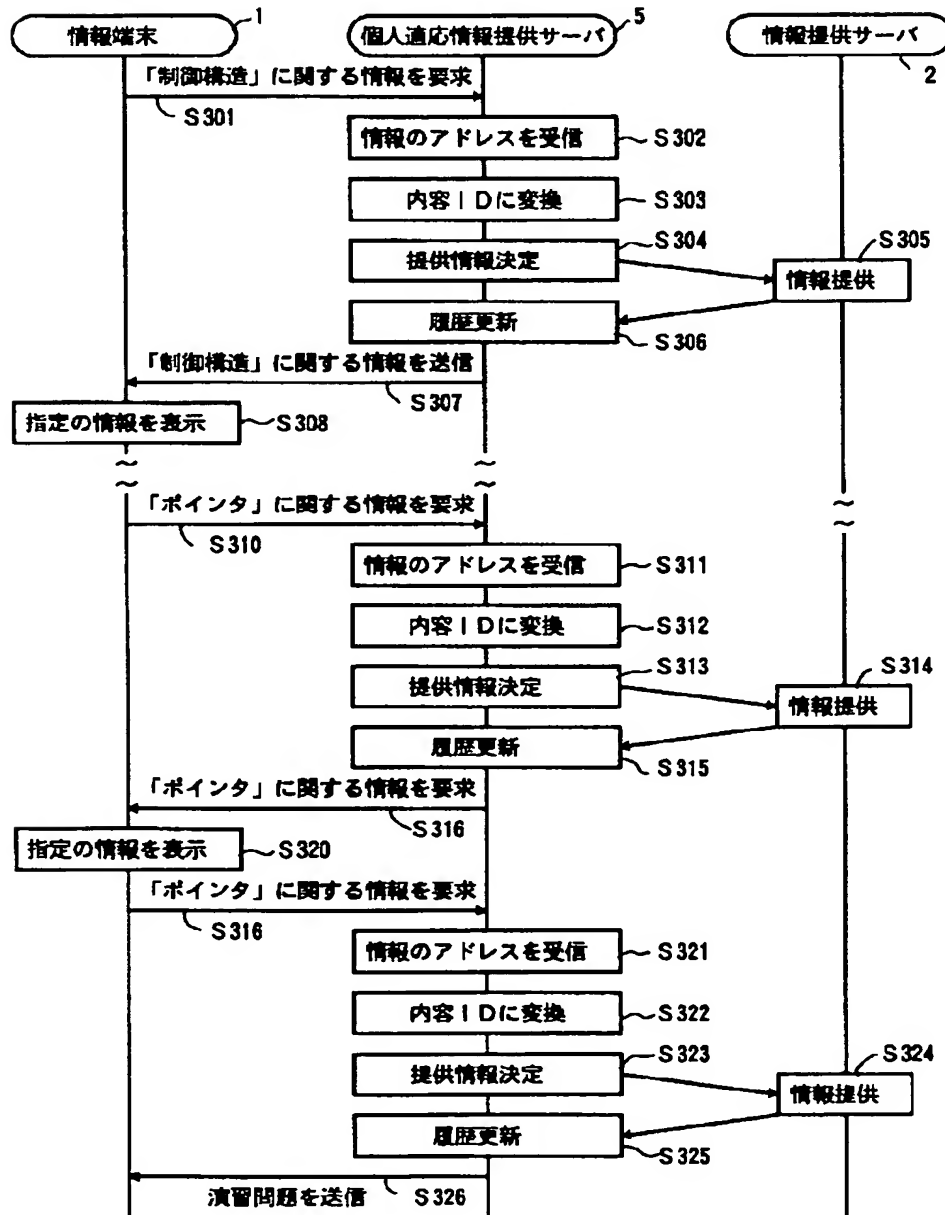 1
5
情報端末
個人適応情報提供サーバ
情報提供サーバ
2
「制御構造」に関する情報を要求
S301
情報のアドレスを受信
S302
内容IDに変換
S303
提供情報決定
S304
情報提供
S305
履歴更新
S306
「制御構造」に関する情報を送信
S307
指定の情報を表示
S308
「ポインタ」に関する情報を要求
S310
情報のアドレスを受信
S311
内容IDに変換
S312
提供情報決定
S313
情報提供
S314
履歴更新
S315
「ポインタ」に関する情報を要求
S316
指定の情報を表示
S320
「ポインタ」に関する情報を要求
S316
情報のアドレスを受信
S321
内容IDに変換
S322
提供情報決定
S323
情報提供
S324
履歴更新
S325
演習問題を送信
S326